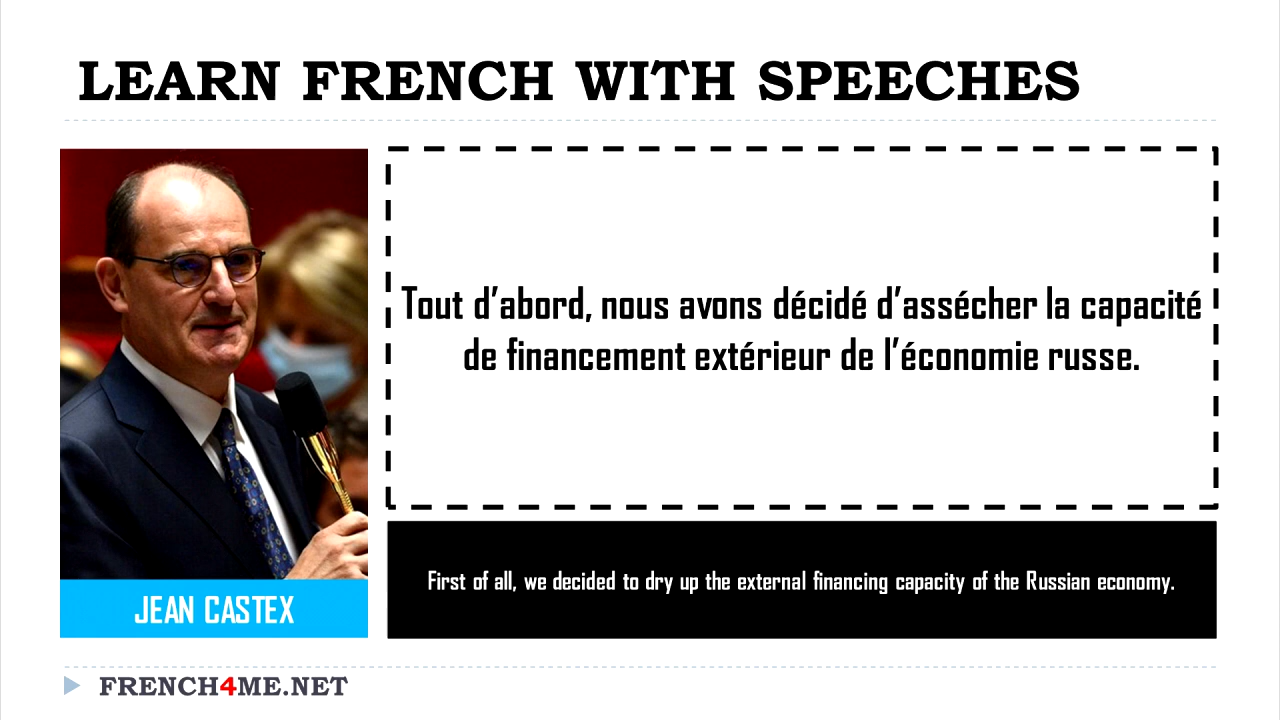 LEARN FRENCH WITH SPEECHES
Tout d’abord, nous avons décidé d’assécher la capacité
de financement extérieur de l’économie russe.
First of all, we decided to dry up the external financing capacity of the Russian economy.
JEAN CASTEX
FRENCH4ME.NET